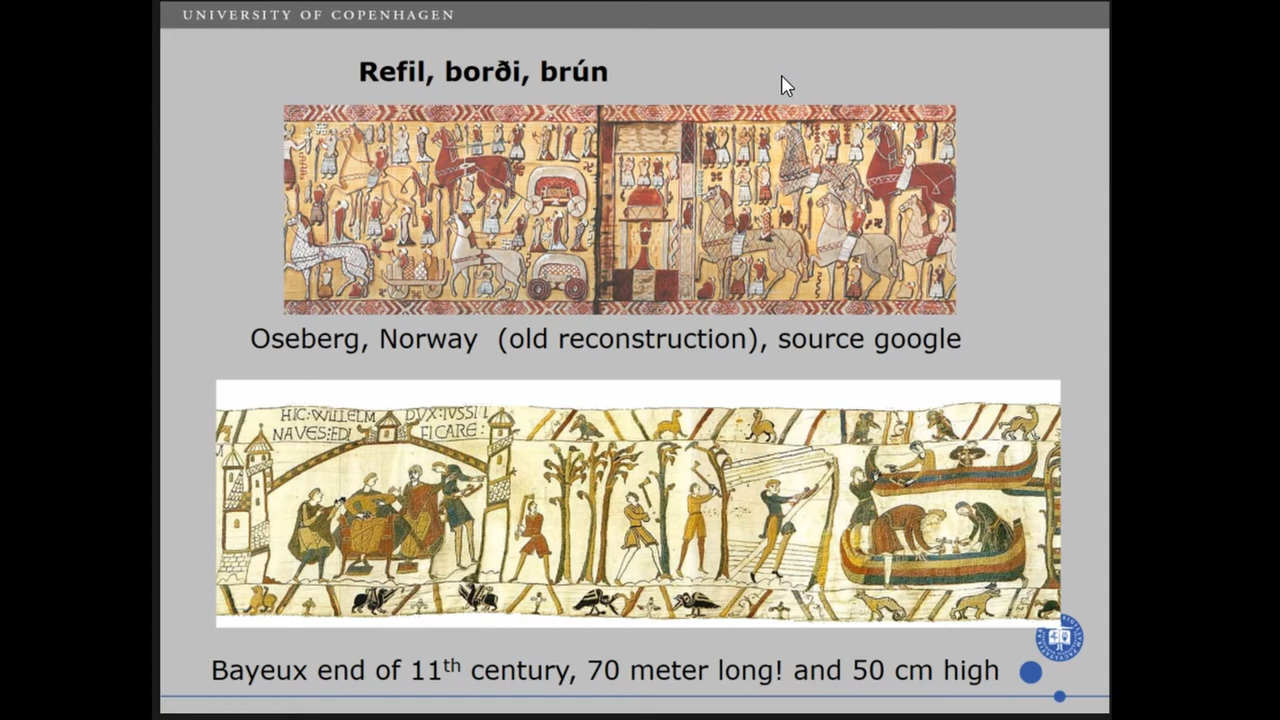 UNIVERSITY OF COPENHAGEN
Refil, borði, brún
Oseberg, Norway (old reconstruction), source google
HIC:WILLELM DUX:IUSSI
NAVES:EDI FICARE:
Bayeux end of 11th century, 70 meter long! and 50 cm high